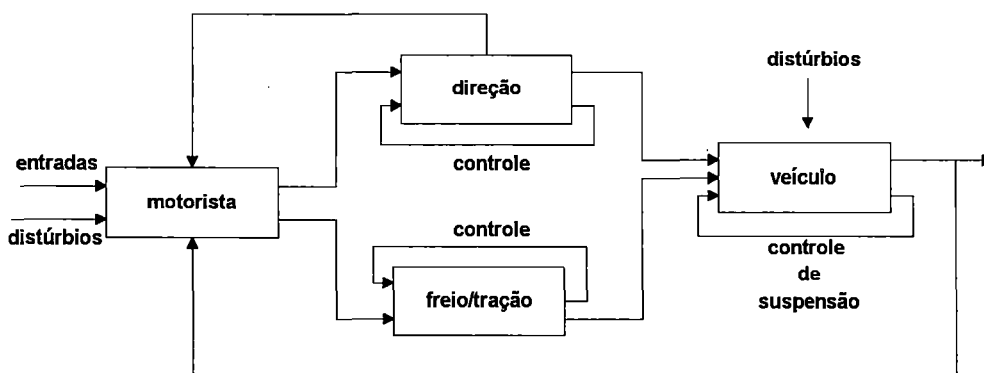 direção
controle
distúrbios
entradas
motorista
distúrbios
veículo
controle
freio/tração
controle
de
suspensão